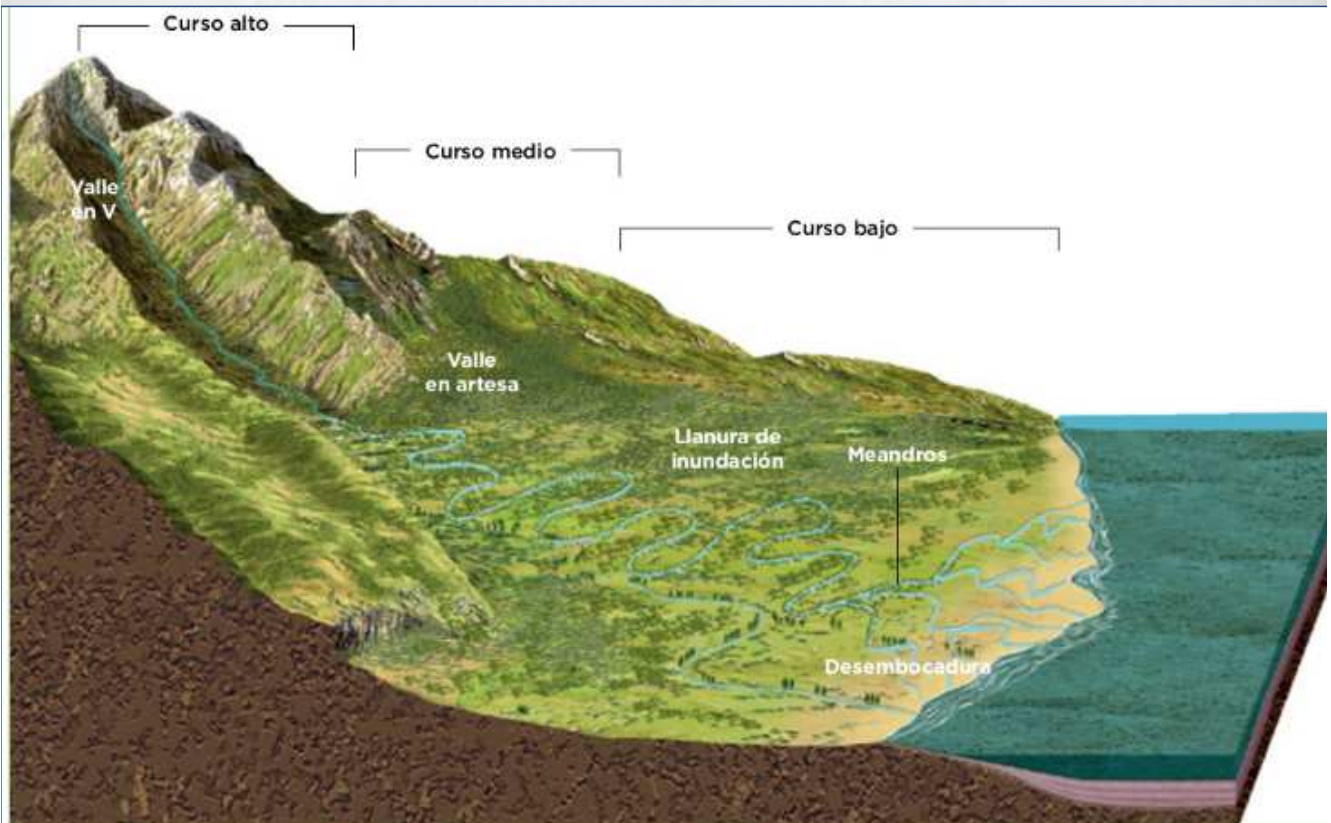 Curso alto
Curso medio
Valle
en V
Curso bajo
Valle
en artesa
Llanura de
inundación
Meandros
Desembocadura